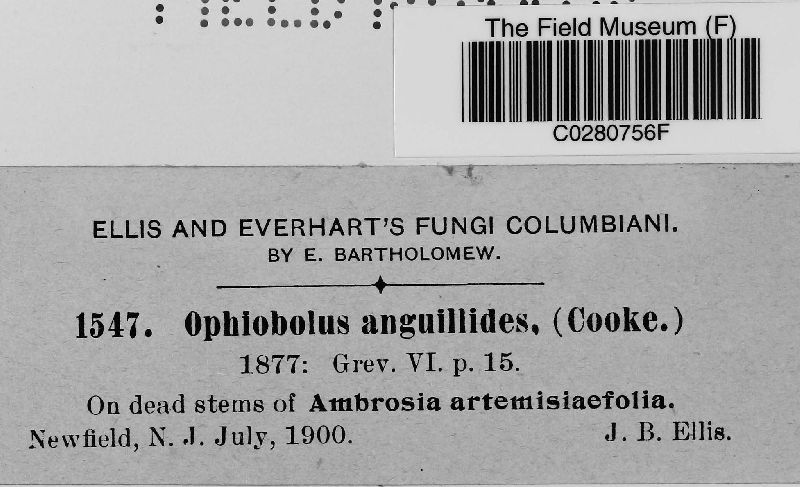 The Field Museum (F)
C0280756F
ELLIS AND EVERHART'S FUNGI COLUMBIANI.
BY E. BARTHOLOMEW.
1547. Ophiobolus anguillides, (Cooke.)
1877: Grev. VI. p. 15.
On dead stems of Ambrosia artemisiaefolia.
Newfield, N. J. July, 1900. J. B. Ellis.